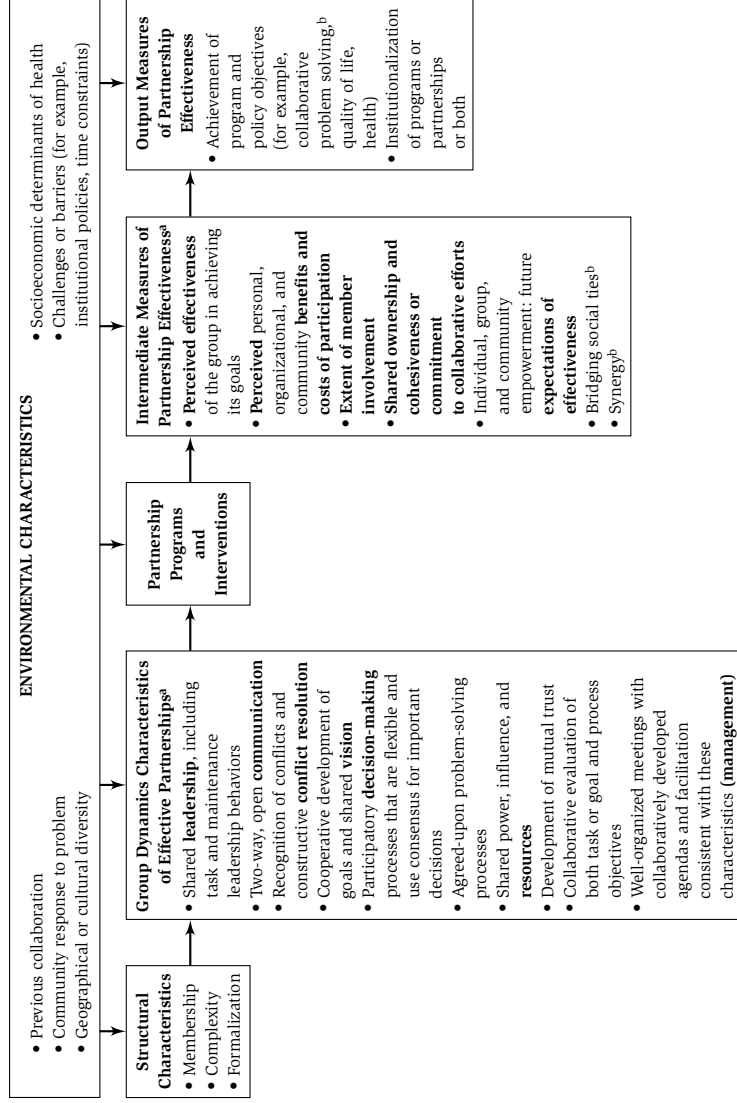 ENVIRONMENTAL CHARACTERISTICS
• Previous collaboration
• Community response to problem
• Geographical or cultural diversity
• Socioeconomic determinants of health
• Challenges or barriers (for example,
institutional policies, time constraints)
Structural
Characteristics
• Membership
• Complexity
• Formalization
Group Dynamics Characteristics
of Effective Partnershipsᵃ
• Shared leadership, including
task and maintenance
leadership behaviors
• Two-way, open communication
• Recognition of conflicts and
constructive conflict resolution
• Cooperative development of
goals and shared vision
• Participatory decision-making
processes that are flexible and
use consensus for important
decisions
• Agreed-upon problem-solving
processes
• Shared power, influence, and
resources
• Development of mutual trust
• Collaborative evaluation of
both task or goal and process
objectives
• Well-organized meetings with
collaboratively developed
agendas and facilitation
consistent with these
characteristics (management)
Partnership
Programs
and
Interventions
Intermediate Measures of
Partnership Effectivenessᵃ
• Perceived effectiveness
of the group in achieving
its goals
• Perceived personal,
organizational, and
community benefits and
costs of participation
• Extent of member
involvement
• Shared ownership and
cohesiveness or
commitment
to collaborative efforts
• Individual, group,
and community
empowerment: future
expectations of
effectiveness
• Bridging social tiesᵇ
• Synergyᵇ
Output Measures
of Partnership
Effectiveness
• Achievement of
program and
policy objectives
(for example,
collaborative
problem solving,ᵇ
quality of life,
health)
• Institutionalization
of programs or
partnerships
or both